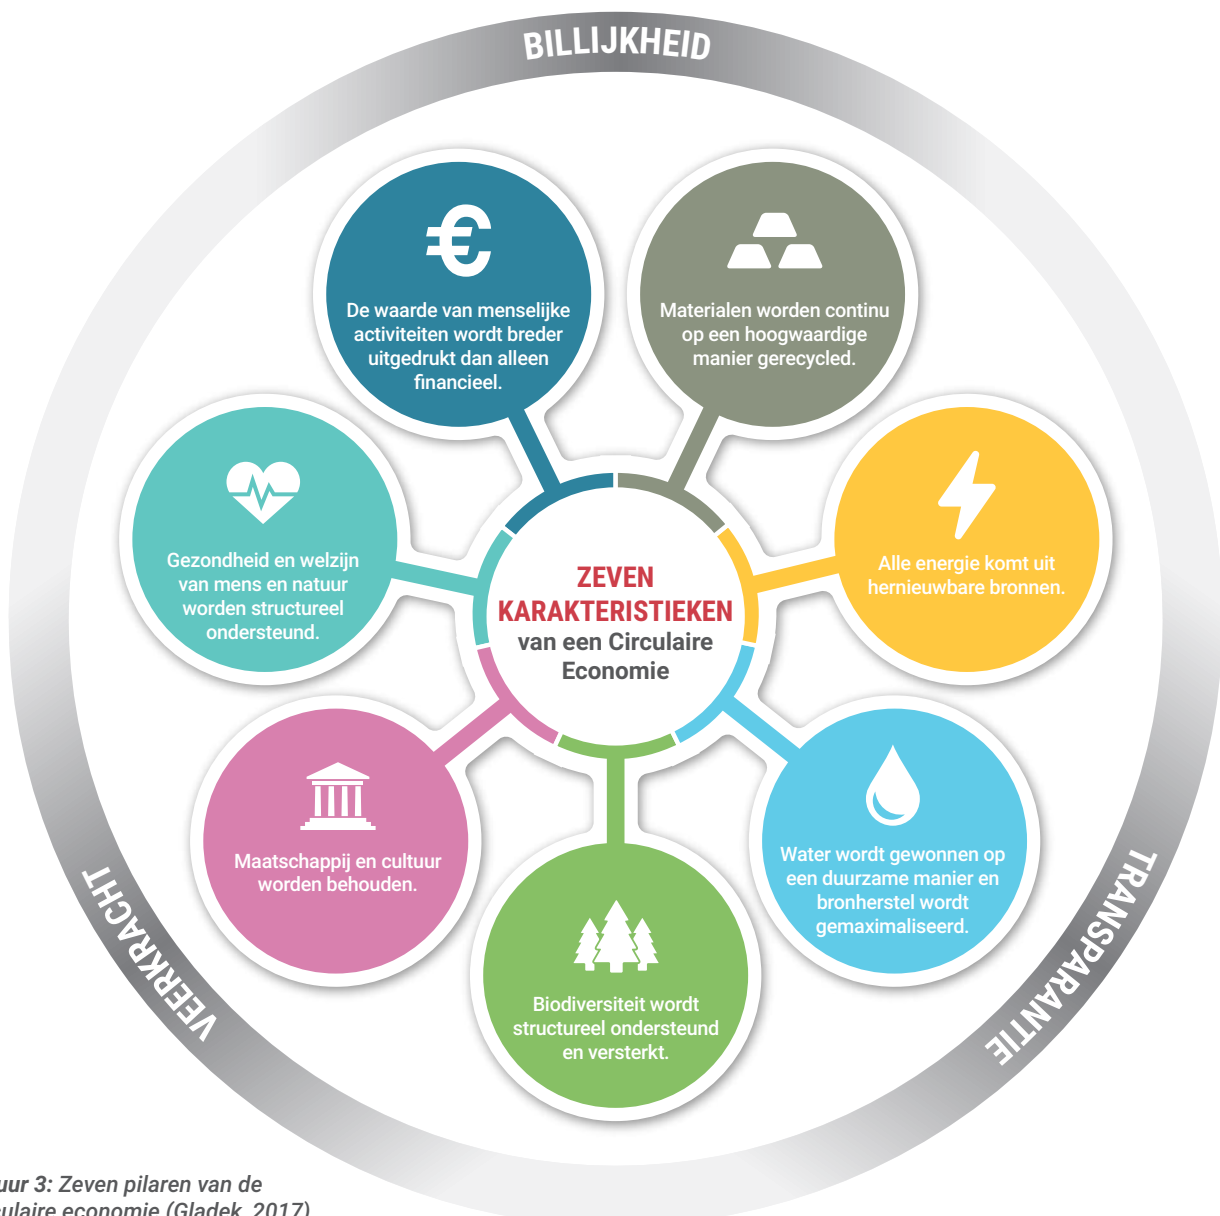 BILLIJKHEID
De waarde van menselijke
activiteiten wordt breder
uitgedrukt dan alleen
financieel.
Materialen worden continu
op een hoogwaardige
manier gerecycled.
Gezondheid en welzijn
van mens en natuur
worden structureel
ondersteund.
ZEVEN
KARAKTERISTIEKEN
van een Circulaire
Economie
Alle energie komt uit
hernieuwbare bronnen.
Maatschappij en cultuur
worden behouden.
Water wordt gewonnen op
een duurzame manier en
bronherstel wordt
gemaximaliseerd.
Biodiversiteit wordt
structureel ondersteund
en versterkt.
VEERKRACHT
TRANSPARANTIE
uur 3: Zeven pilaren van de
culaire economie (Gladek, 2017)